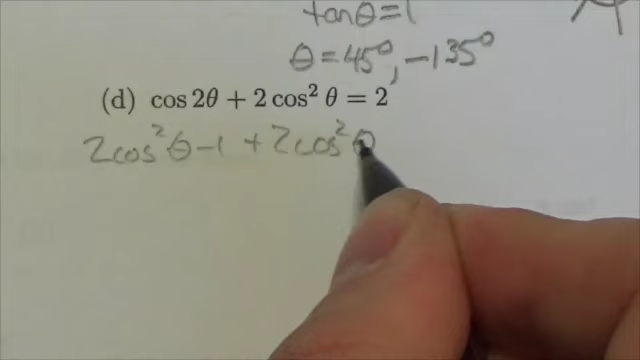 tanθ=1
θ=45°, -135°
(d) cos 2θ + 2 cos² θ = 2
2cos²θ-1 + 2cos²θ